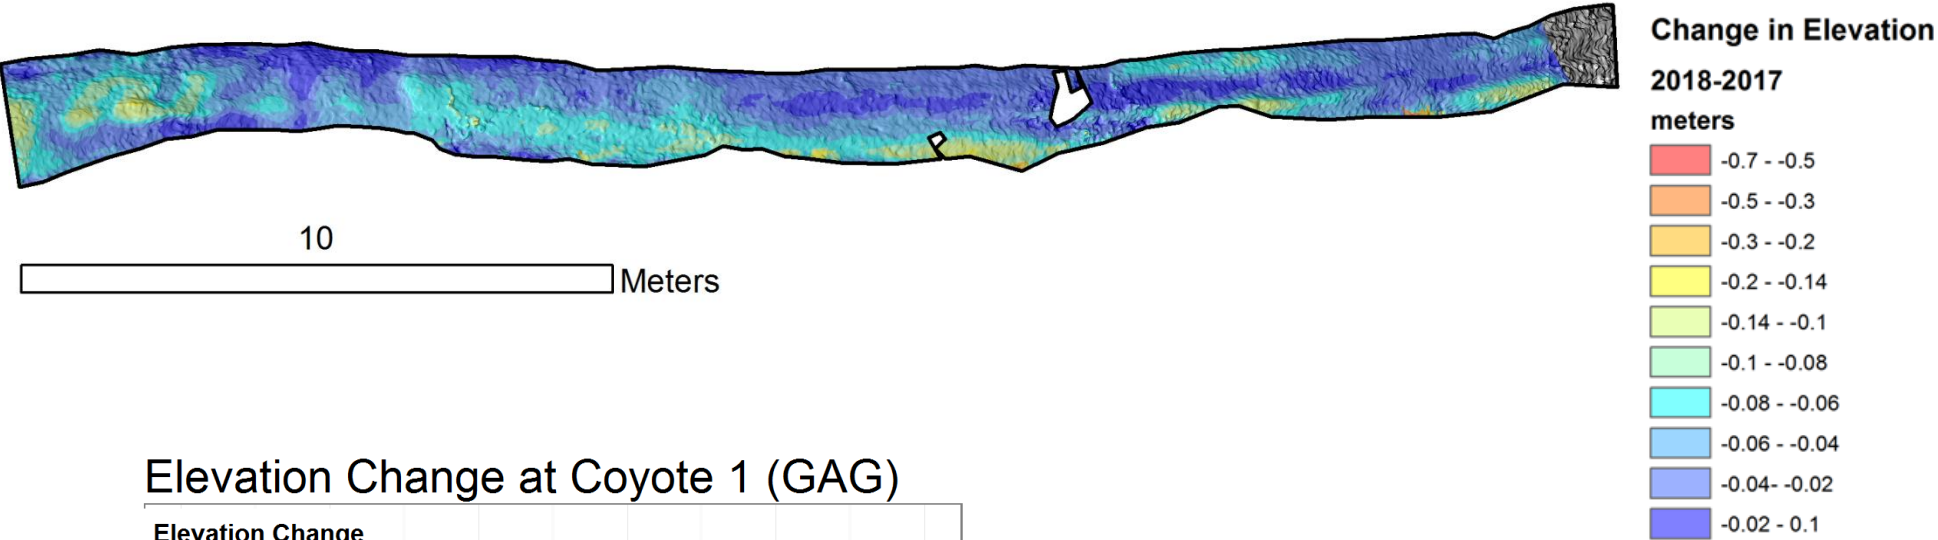 Change in Elevation
2018-2017
meters
-0.7 - -0.5
-0.5 - -0.3
-0.3 - -0.2
-0.2 - -0.14
-0.14 - -0.1
-0.1 - -0.08
-0.08 - -0.06
-0.06 - -0.04
-0.04- -0.02
-0.02 - 0.1
10
Meters
Elevation Change at Coyote 1 (GAG)
Elevation Change